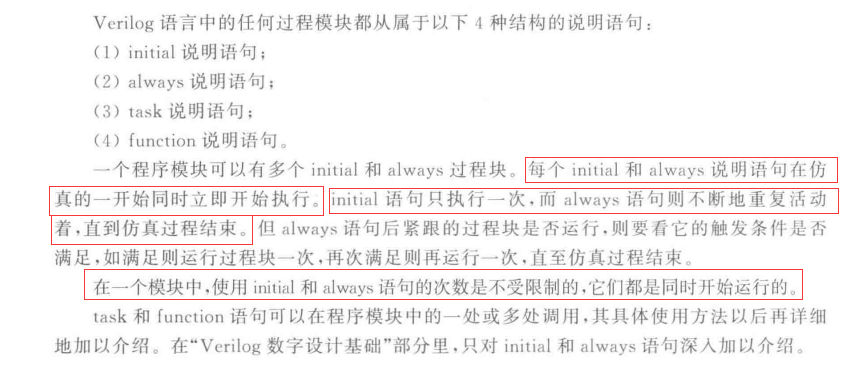 Verilog 语言中的任何过程模块都从属于以下 4 种结构的说明语句:
(1) initial 说明语句;
(2) always 说明语句;
(3) task 说明语句;
(4) function 说明语句。
一个程序模块可以有多个 initial 和 always 过程块。每个 initial 和 always 说明语句在仿
真的一开始同时立即开始执行。initial 语句只执行一次,而 always 语句则不断地重复活动
着,直到仿真过程结束。但 always 语句后紧跟的过程块是否运行,则要看它的触发条件是否
满足,如满足则运行过程块一次,再次满足则再运行一次,直至仿真过程结束。
在一个模块中,使用 initial 和 always 语句的次数是不受限制的,它们都是同时开始运行的。
task 和 function 语句可以在程序模块中的一处或多处调用,其具体使用方法以后再详细
地加以介绍。在“Verilog 数字设计基础”部分里,只对 initial 和 always 语句深入加以介绍。